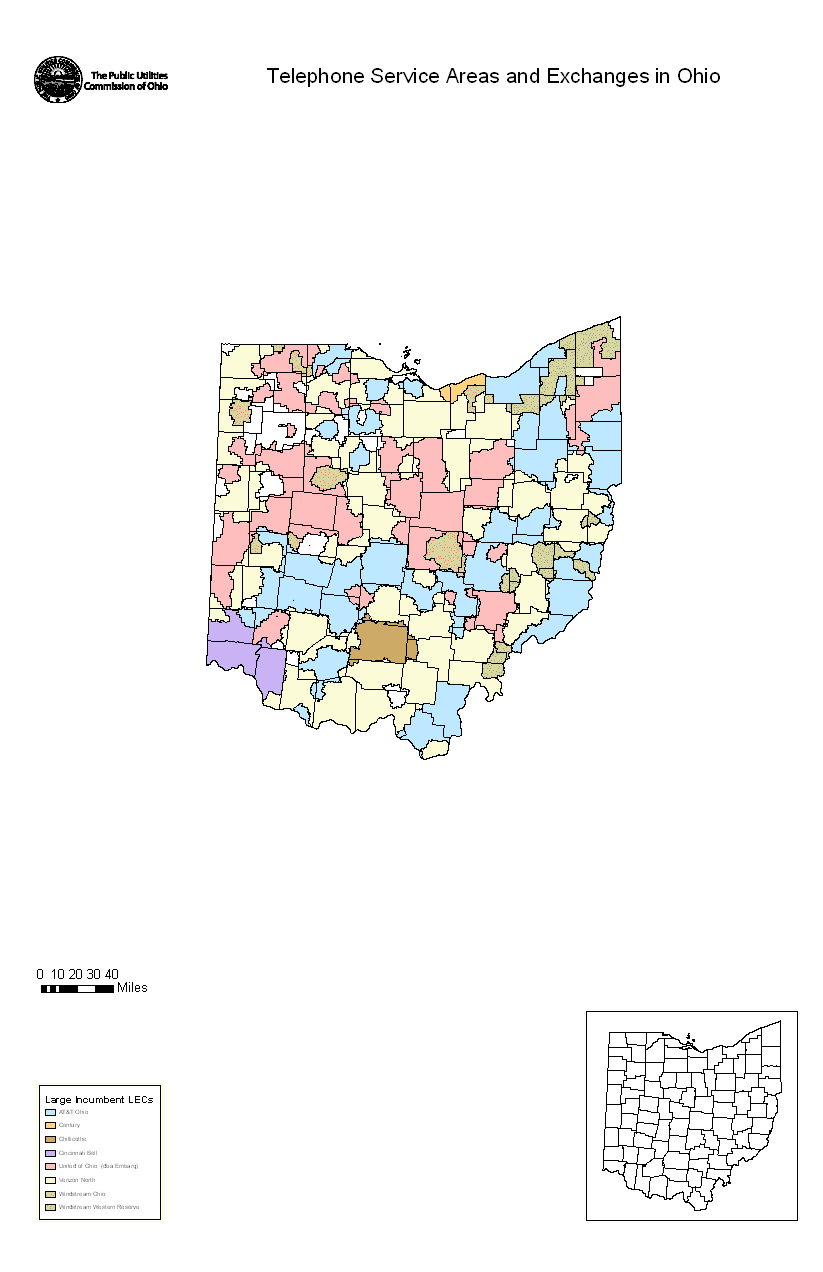 The Public Utilities
Commission of Ohio
Telephone Service Areas and Exchanges in Ohio
0 10 20 30 40
Miles
Large Incumbent LECs
AT&T Ohio
Century
Chillicothe
Cincinnati Bell
United of Ohio (dba Embarq)
Verizon North
Windstream Ohio
Windstream Western Reserve